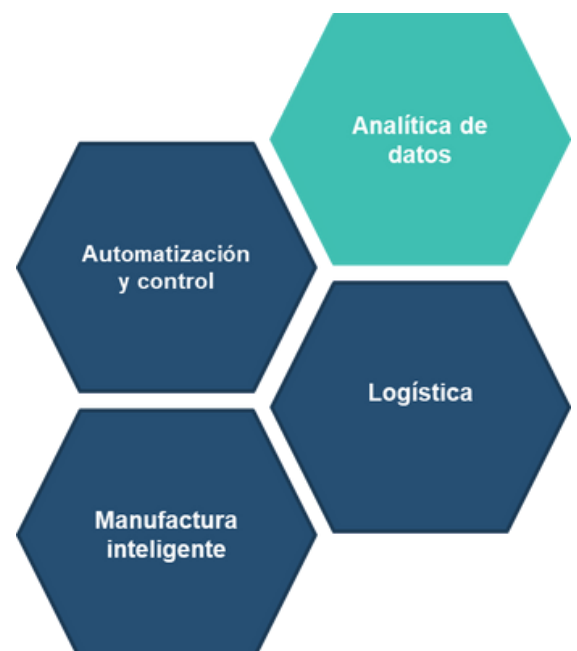 Analítica de
datos
Automatización
y control
Logística
Manufactura
inteligente